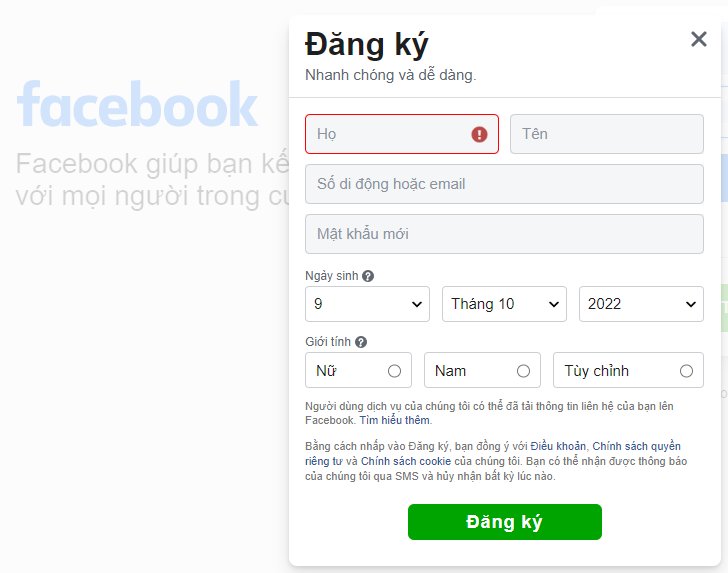 facebook
Facebook giúp bạn kế
với mọi người trong cu
Đăng ký
Nhanh chóng và dễ dàng.
Họ
Tên
Số di động hoặc email
Mật khẩu mới
Ngày sinh
9
Tháng 10
2022
Giới tính
Nữ
Nam
Tùy chỉnh
Người dùng dịch vụ của chúng tôi có thể đã tải thông tin liên hệ của bạn lên
Facebook. Tìm hiểu thêm.
Bằng cách nhấp vào Đăng ký, bạn đồng ý với Điều khoản, Chính sách quyền
riêng tư và Chính sách cookie của chúng tôi. Bạn có thể nhận được thông báo
của chúng tôi qua SMS và hủy nhận bất kỳ lúc nào.
Đăng ký